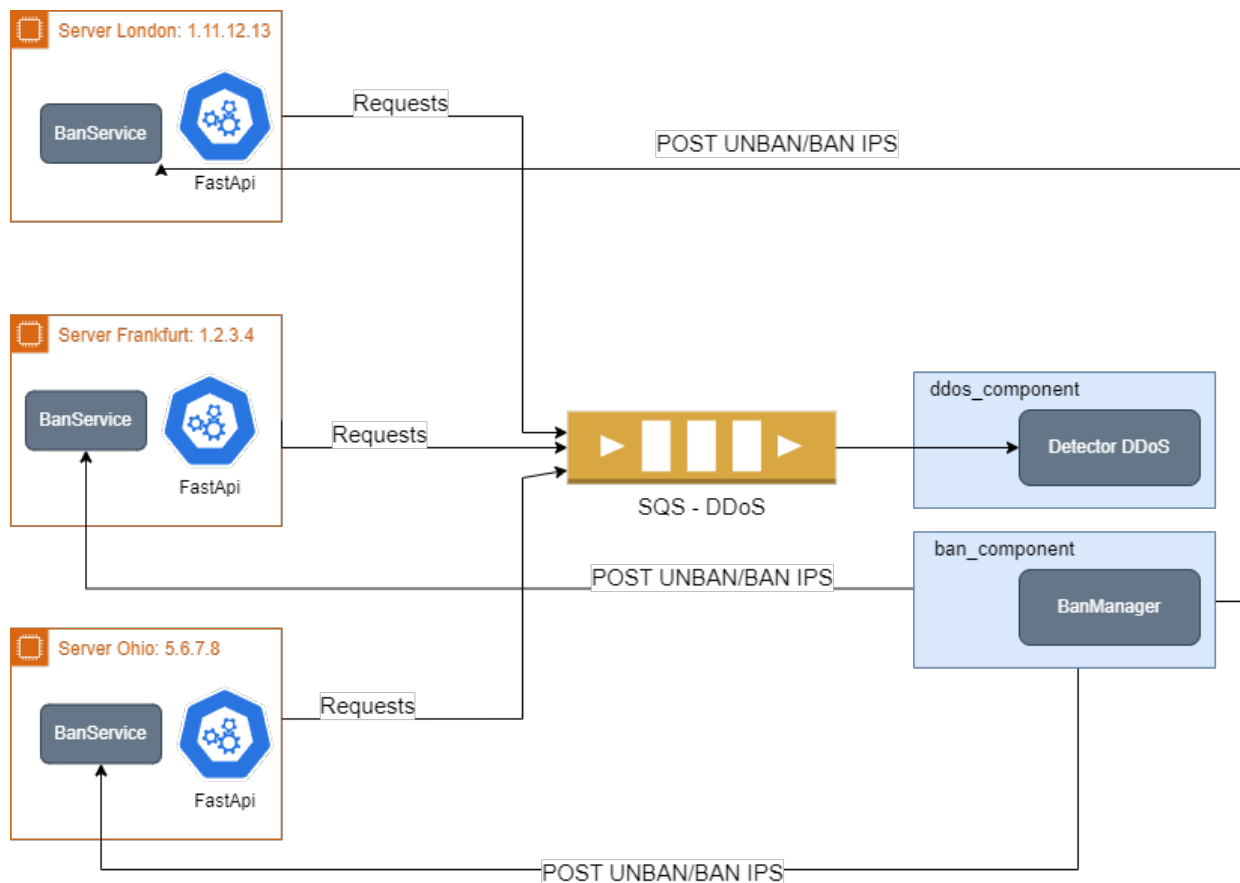 Server London: 1.11.12.13
BanService
FastApi
Requests
POST UNBAN/BAN IPS
Server Frankfurt: 1.2.3.4
BanService
FastApi
Requests
SQS - DDoS
ddos_component
Detector DDoS
ban_component
BanManager
POST UNBAN/BAN IPS
Server Ohio: 5.6.7.8
BanService
FastApi
Requests
POST UNBAN/BAN IPS